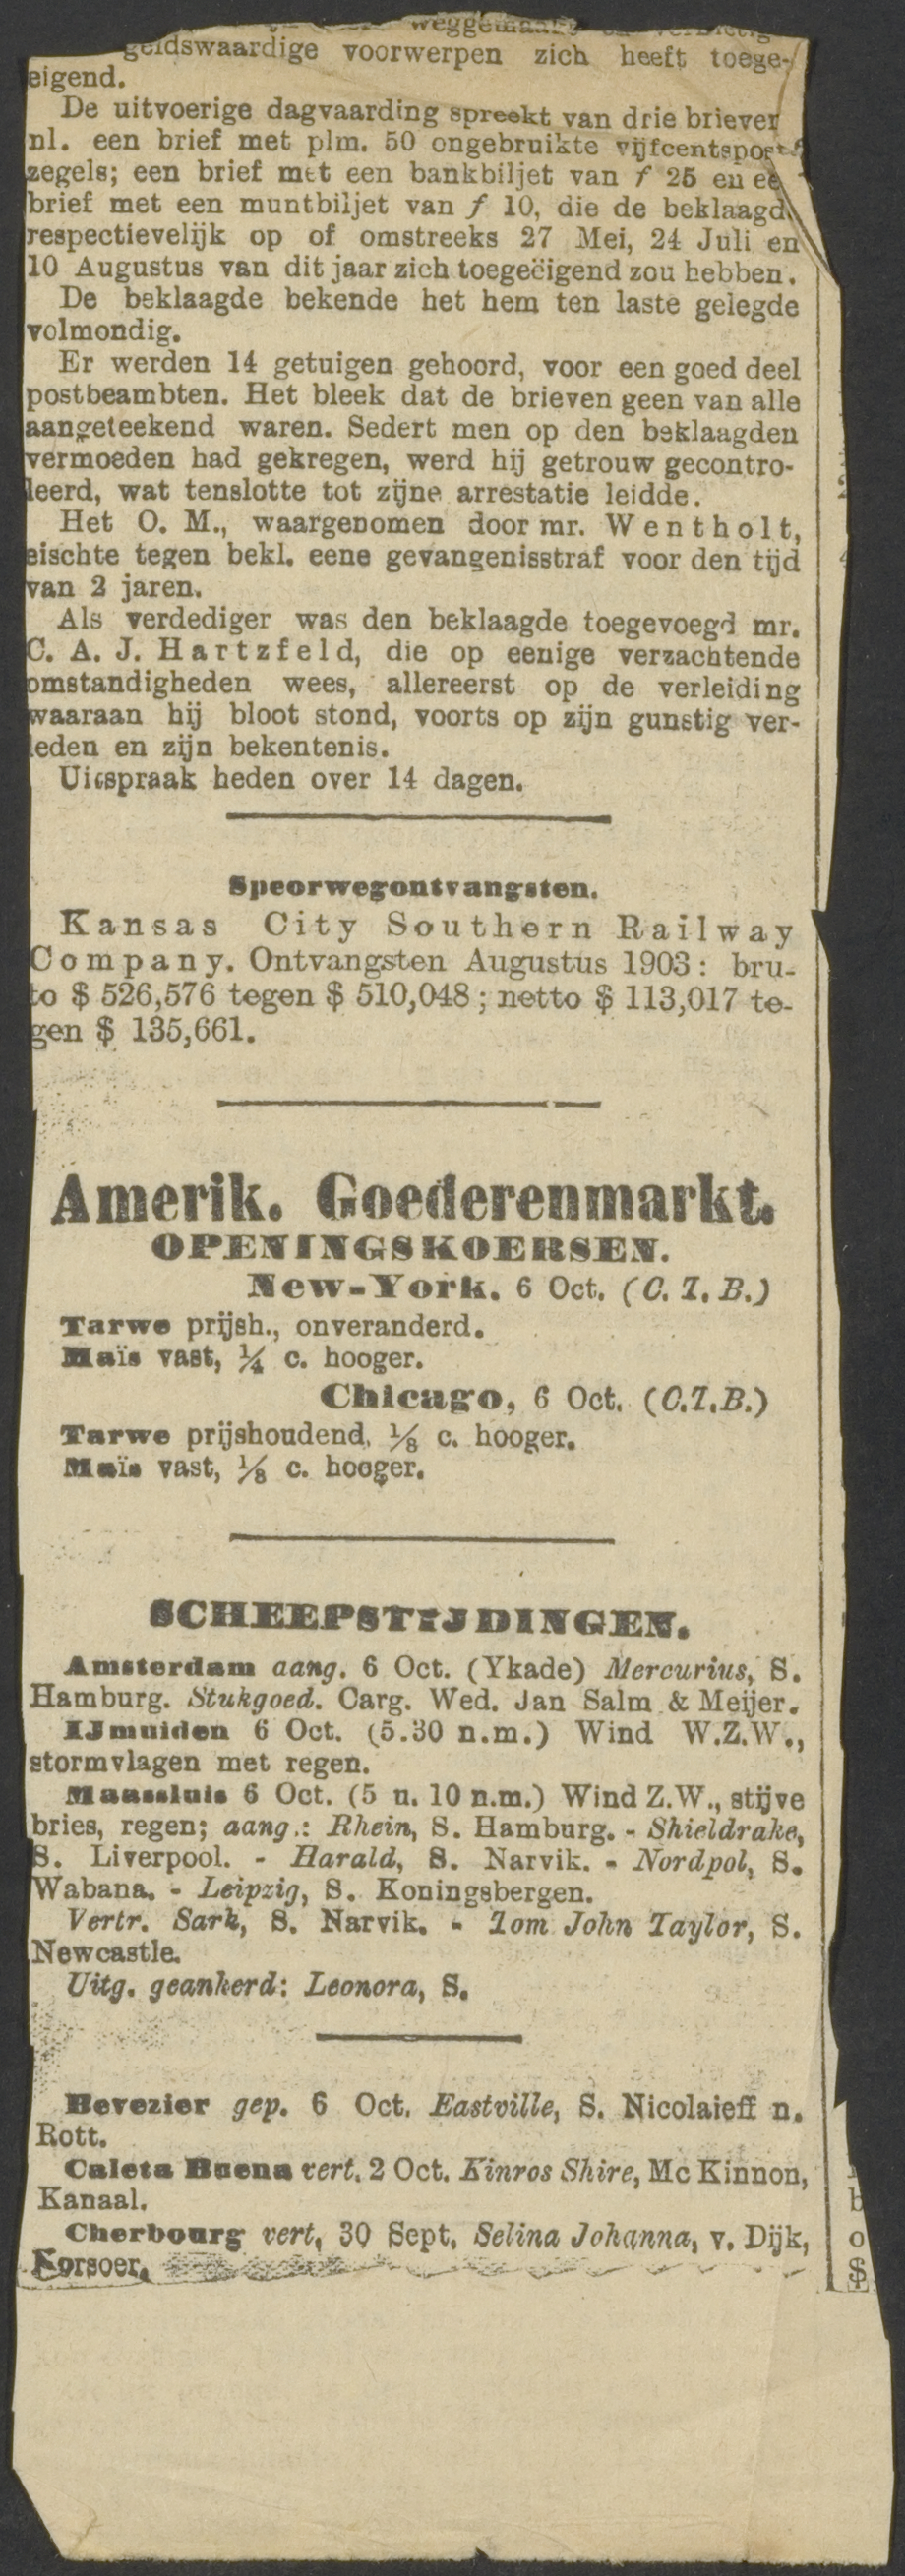 geldswaardige voorwerpen zich heeft toege-
eigend.
De uitvoerige dagvaarding spreekt van drie brieven
nl. een brief met plm. 50 ongebruikte vijfcentspost-
zegels; een brief met een bankbiljet van f 25 en
brief met een muntbiljet van f 10, die de beklaagd
respectievelijk op of omstreeks 27 Mei, 24 Juli en
10 Augustus van dit jaar zich toegeëigend zou hebben.
De beklaagde bekende het hem ten laste gelegde
volmondig.
Er werden 14 getuigen gehoord, voor een goed deel
postbeambten. Het bleek dat de brieven geen van alle
aangeteekend waren. Sedert men op den beklaagden
vermoeden had gekregen, werd hij getrouw gecontro-
leerd, wat tenslotte tot zijne arrestatie leidde.
Het O. M., waargenomen door mr. Wentholt,
eischte tegen bekl. eene gevangenisstraf voor den tijd
van 2 jaren.
Als verdediger was den beklaagde toegevoegd mr.
C. A. J. Hartzfeld, die op eenige verzachtende
omstandigheden wees, allereerst op de verleiding
waaraan hij bloot stond, voorts op zijn gunstig ver-
leden en zijn bekentenis.
Uitspraak heden over 14 dagen.
Speorwegontvangsten.
Kansas City Southern Railway
Company. Ontvangsten Augustus 1903: bru-
to $ 526,576 tegen $ 510,048; netto $ 113,017 te-
gen $ 135,661.
Amerik. Goederenmarkt.
OPENINGSKOERSEN.
New-York. 6 Oct. (C. T. B.)
Tarwe prijsh., onveranderd.
Maïs vast, ¼ c. hooger.
Chicago, 6 Oct. (C.T.B.)
Tarwe prijshoudend, ⅛ c. hooger.
Maïs vast, ⅛ c. hooger.
SCHEEPSTIJDINGEN.
Amsterdam aang. 6 Oct. (Ykade) Mercurius, S.
Hamburg. Stukgoed. Carg. Wed. Jan Salm & Meijer.
IJmuiden 6 Oct. (5.30 n.m.) Wind W.Z.W.,
stormvlagen met regen.
Maassluis 6 Oct. (5 u. 10 n.m.) Wind Z.W., stijve
bries, regen; aang.: Rhein, S. Hamburg. - Shieldrake,
S. Liverpool. - Harald, S. Narvik. - Nordpol, S.
Wabana. - Leipzig, S. Koningsbergen.
Vertr. Sark, S. Narvik. - Tom John Taylor, S.
Newcastle.
Uitg. geankerd: Leonora, S.
Bevezier gep. 6 Oct. Eastville, S. Nicolaieff n.
Rott.
Caleta Buena vert. 2 Oct. Kinros Shire, Mc Kinnon,
Kanaal.
Cherbourg vert, 30 Sept. Selina Johanna, v. Dijk,
Korsoer.
b
o
$